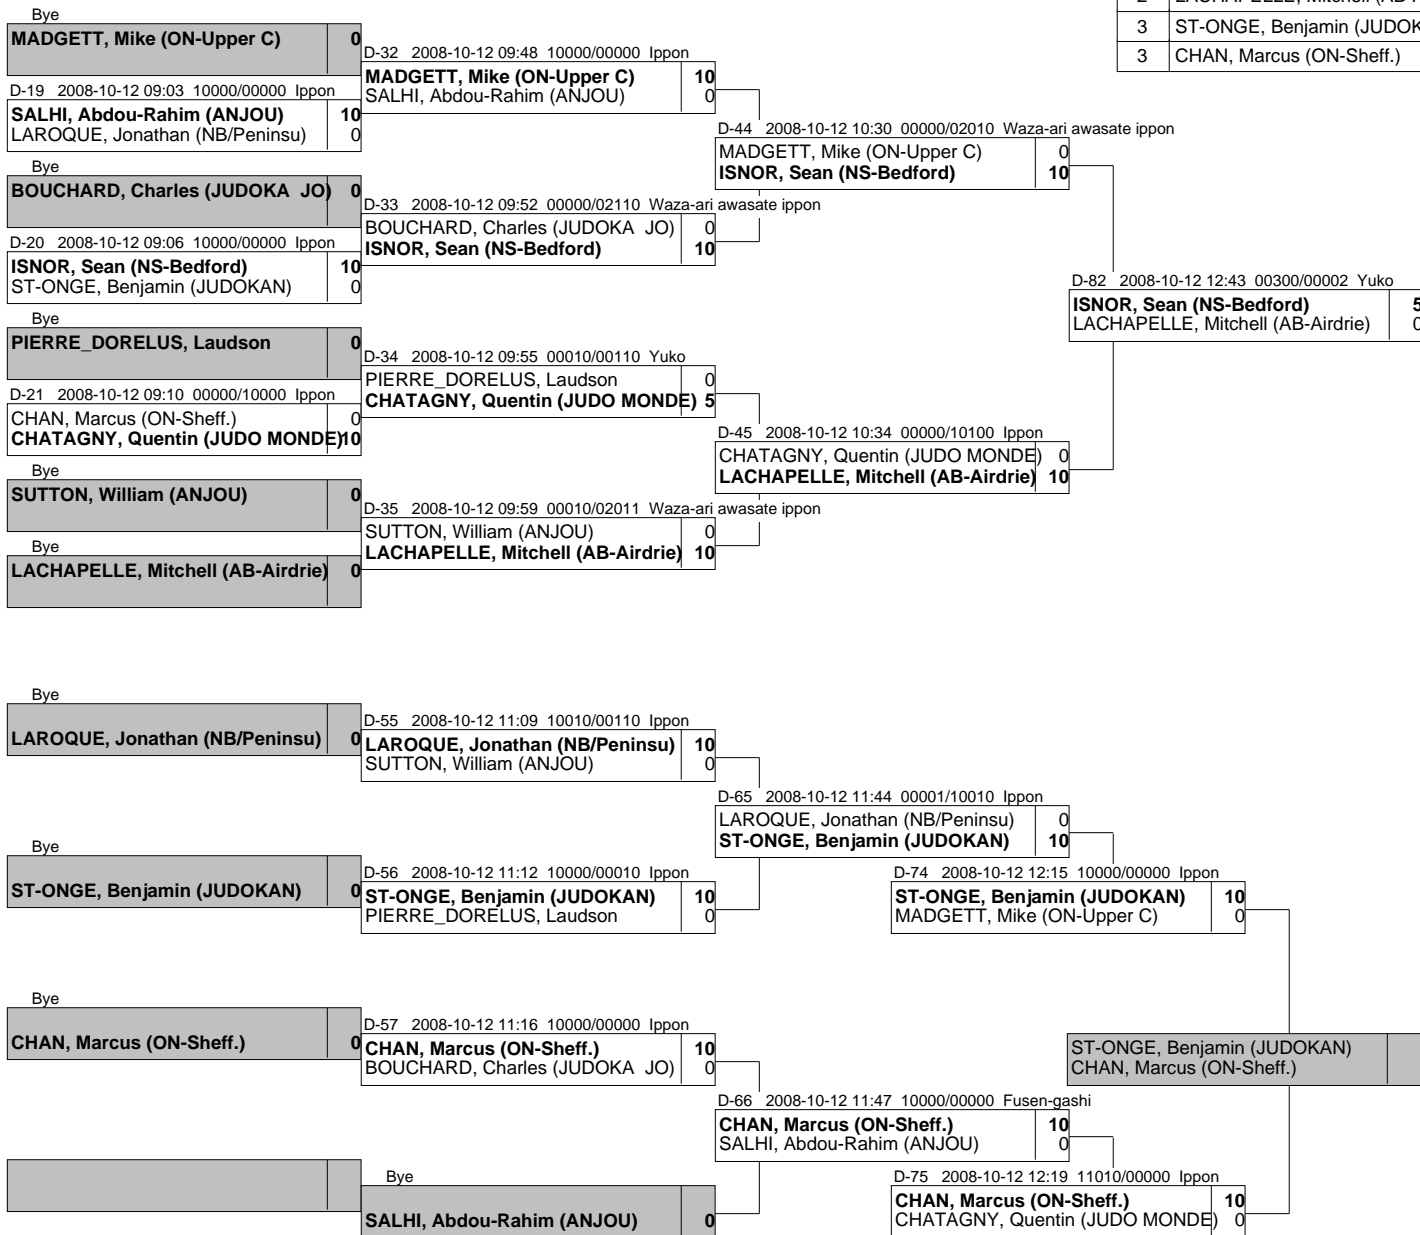 3 ST-ONGE, Benjamin (JUDOK
3 CHAN, Marcus (ON-Sheff.)
Bye
MADGETT, Mike (ON-Upper C) 0
D-19 2008-10-12 09:03 10000/00000 Ippon
SALHI, Abdou-Rahim (ANJOU) 10
LAROQUE, Jonathan (NB/Peninsu) 0
Bye
BOUCHARD, Charles (JUDOKA JO) 0
D-20 2008-10-12 09:06 10000/00000 Ippon
ISNOR, Sean (NS-Bedford) 10
ST-ONGE, Benjamin (JUDOKAN) 0
Bye
PIERRE_DORELUS, Laudson 0
D-21 2008-10-12 09:10 00000/10000 Ippon
CHAN, Marcus (ON-Sheff.) 0
CHATAGNY, Quentin (JUDO MONDE) 10
Bye
SUTTON, William (ANJOU) 0
Bye
LACHAPELLE, Mitchell (AB-Airdrie) 0
D-32 2008-10-12 09:48 10000/00000 Ippon
MADGETT, Mike (ON-Upper C) 10
SALHI, Abdou-Rahim (ANJOU) 0
D-33 2008-10-12 09:52 00000/02110 Waza-ari awasate ippon
BOUCHARD, Charles (JUDOKA JO) 0
ISNOR, Sean (NS-Bedford) 10
D-34 2008-10-12 09:55 00010/00110 Yuko
PIERRE_DORELUS, Laudson 0
CHATAGNY, Quentin (JUDO MONDE) 5
D-35 2008-10-12 09:59 00010/02011 Waza-ari awasate ippon
SUTTON, William (ANJOU) 0
LACHAPELLE, Mitchell (AB-Airdrie) 10
D-44 2008-10-12 10:30 00000/02010 Waza-ari awasate ippon
MADGETT, Mike (ON-Upper C) 0
ISNOR, Sean (NS-Bedford) 10
D-45 2008-10-12 10:34 00000/10100 Ippon
CHATAGNY, Quentin (JUDO MONDE) 0
LACHAPELLE, Mitchell (AB-Airdrie) 10
D-82 2008-10-12 12:43 00300/00002 Yuko
ISNOR, Sean (NS-Bedford) 5
LACHAPELLE, Mitchell (AB-Airdrie) 0
Bye
LAROQUE, Jonathan (NB/Peninsu) 0
Bye
ST-ONGE, Benjamin (JUDOKAN) 0
Bye
CHAN, Marcus (ON-Sheff.) 0
D-55 2008-10-12 11:09 10010/00110 Ippon
LAROQUE, Jonathan (NB/Peninsu) 10
SUTTON, William (ANJOU) 0
D-56 2008-10-12 11:12 10000/00010 Ippon
ST-ONGE, Benjamin (JUDOKAN) 10
PIERRE_DORELUS, Laudson 0
D-57 2008-10-12 11:16 10000/00000 Ippon
CHAN, Marcus (ON-Sheff.) 10
BOUCHARD, Charles (JUDOKA JO) 0
Bye
SALHI, Abdou-Rahim (ANJOU) 0
D-65 2008-10-12 11:44 00001/10010 Ippon
LAROQUE, Jonathan (NB/Peninsu) 0
ST-ONGE, Benjamin (JUDOKAN) 10
D-66 2008-10-12 11:47 10000/00000 Fusen-gashi
CHAN, Marcus (ON-Sheff.) 10
SALHI, Abdou-Rahim (ANJOU) 0
D-74 2008-10-12 12:15 10000/00000 Ippon
ST-ONGE, Benjamin (JUDOKAN) 10
MADGETT, Mike (ON-Upper C) 0
D-75 2008-10-12 12:19 11010/00000 Ippon
CHAN, Marcus (ON-Sheff.) 10
CHATAGNY, Quentin (JUDO MONDE) 0
ST-ONGE, Benjamin (JUDOKAN)
CHAN, Marcus (ON-Sheff.)